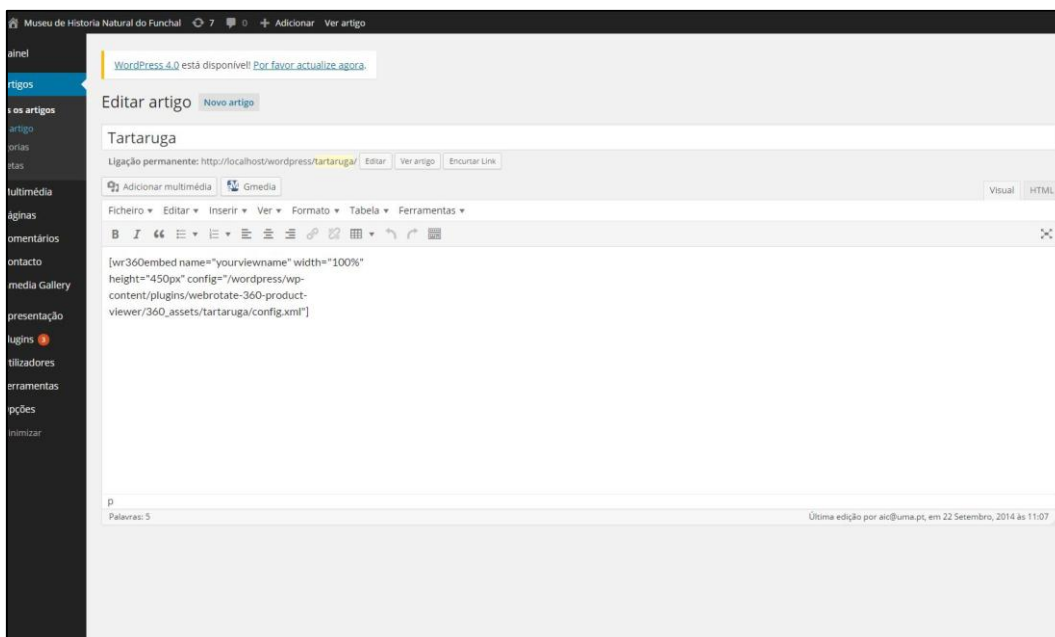 Museu de Historia Natural do Funchal 7 0 + Adicionar Ver artigo
ainel
rtigos
s os artigos
artigo
orias
etas
ultimédia
áginas
omentários
ontacto
media Gallery
presentação
lugins 3
tilizadores
erramentas
pções
inimizar
WordPress 4.0 está disponível! Por favor actualize agora.
Editar artigo Novo artigo
Tartaruga
Ligação permanente: http://localhost/wordpress/tartaruga/ Editar Ver artigo Encurtar Link
Adicionar multimédia Gmedia Visual HTML
Ficheiro Editar Inserir Ver Formato Tabela Ferramentas
B I
[wr360embed name="yourviewname" width="100%"
height="450px" config="/wordpress/wp-
content/plugins/webrotate-360-product-
viewer/360_assets/tartaruga/config.xml"]
p
Palavras: 5 Última edição por aic@uma.pt, em 22 Setembro, 2014 às 11:07